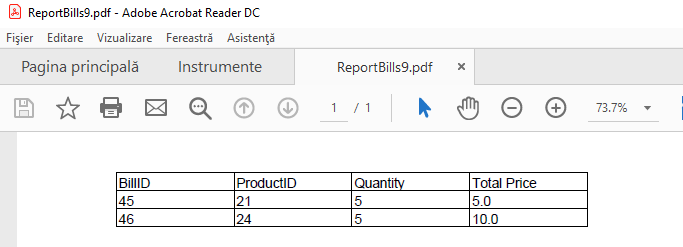 ReportBills9.pdf - Adobe Acrobat Reader DC
Fișier Editare Vizualizare Fereastră Asistență
Pagina principală Instrumente ReportBills9.pdf ×
1 / 1 73.7%
BillID ProductID Quantity Total Price
45 21 5 5.0
46 24 5 10.0